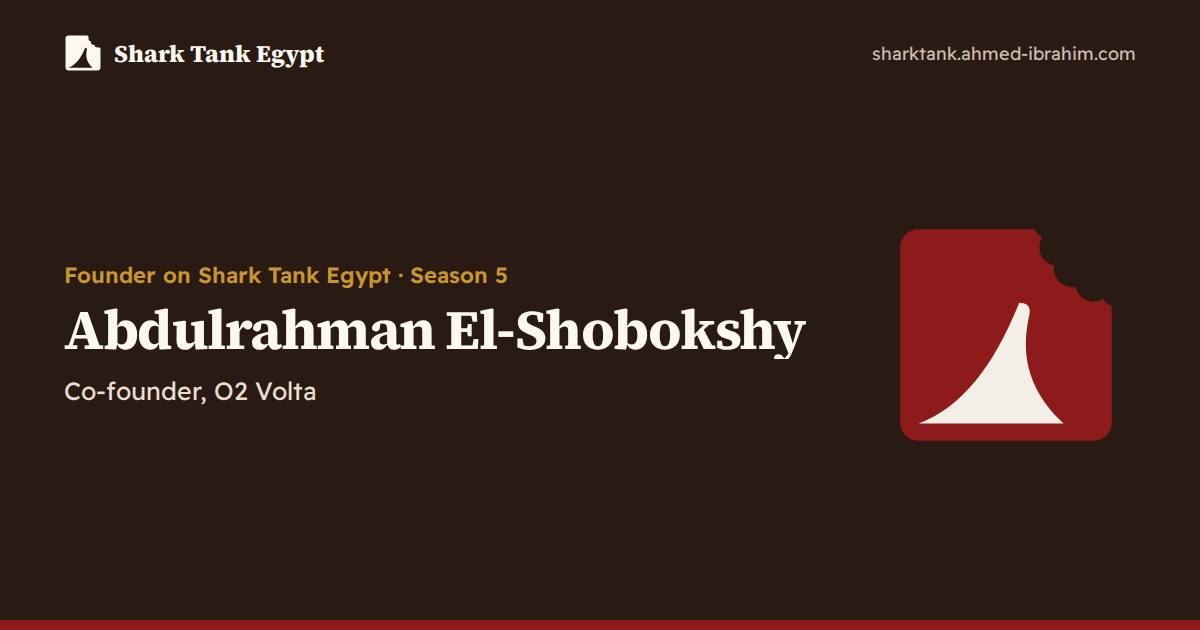 Shark Tank Egypt
sharktank.ahmed-ibrahim.com
Founder on Shark Tank Egypt · Season 5
Abdulrahman El-Shobokshy
Co-founder, O2 Volta